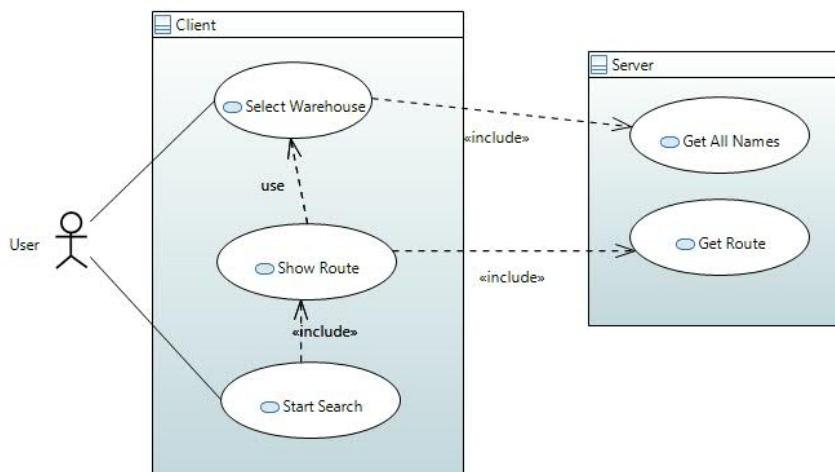 Client
Server
Select Warehouse
«include»
Get All Names
use
User
Show Route
Get Route
«include»
«include»
Start Search